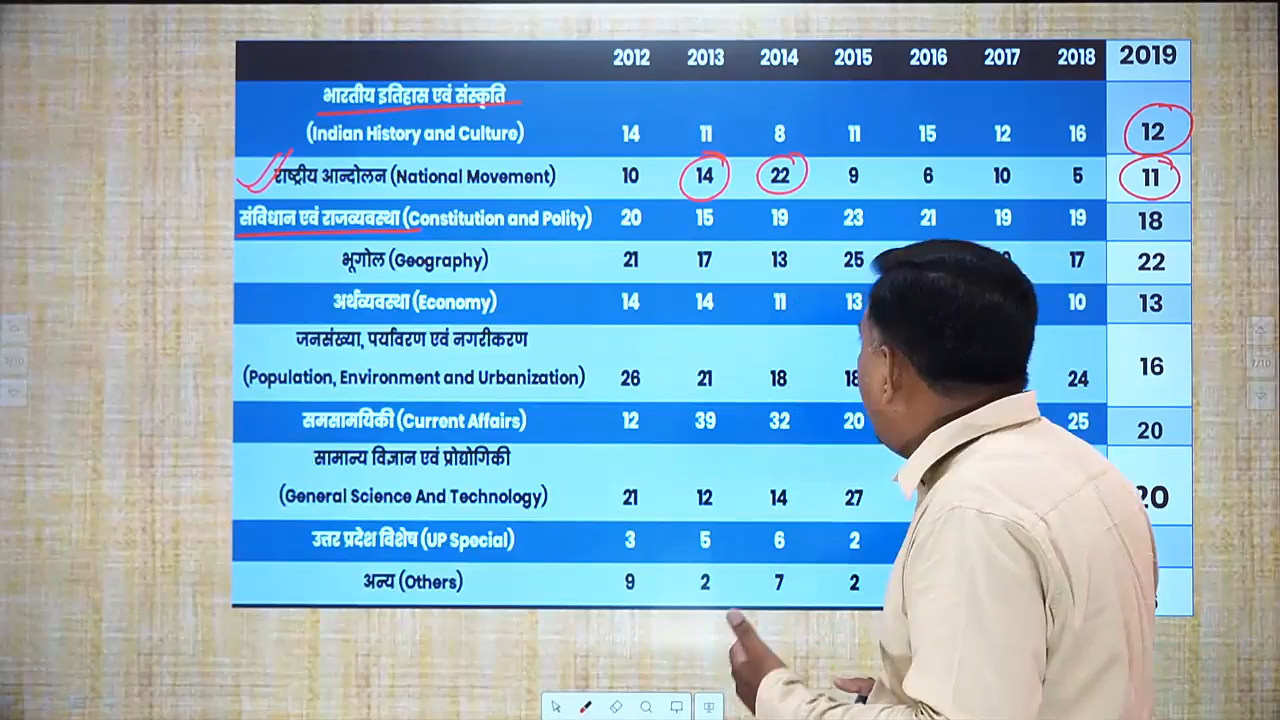 2012 2013 2014 2015 2016 2017 2018 2019
भारतीय इतिहास एवं संस्कृति
(Indian History and Culture) 14 11 8 11 15 12 16 12
राष्ट्रीय आन्दोलन (National Movement) 10 14 22 9 6 10 5 11
संविधान एवं राजव्यवस्था (Constitution and Polity) 20 15 19 23 21 19 19 18
भूगोल (Geography) 21 17 13 25 17 22
अर्थव्यवस्था (Economy) 14 14 11 13 10 13
जनसंख्या, पर्यावरण एवं नगरीकरण
(Population, Environment and Urbanization) 26 21 18 18 24 16
समसामयिकी (Current Affairs) 12 39 32 20 25 20
सामान्य विज्ञान एवं प्रोद्योगिकी
(General Science And Technology) 21 12 14 27 20
उत्तर प्रदेश विशेष (UP Special) 3 5 6 2
अन्य (Others) 9 2 7 2
7/10 7/10